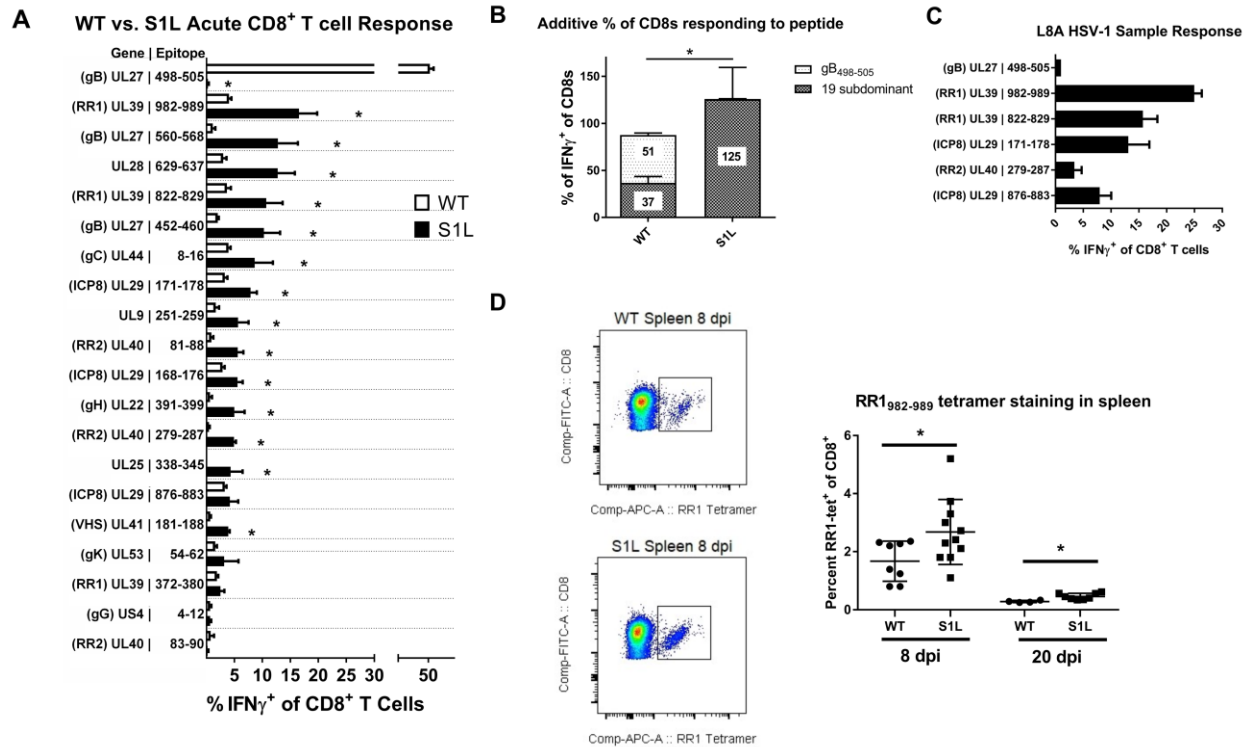 A
WT vs. S1L Acute CD8⁺ T cell Response
Gene | Epitope
(gB) UL27 | 498-505
(RR1) UL39 | 982-989
(gB) UL27 | 560-568
UL28 | 629-637
(RR1) UL39 | 822-829
(gB) UL27 | 452-460
(gC) UL44 | 8-16
(ICP8) UL29 | 171-178
UL9 | 251-259
(RR2) UL40 | 81-88
(ICP8) UL29 | 168-176
(gH) UL22 | 391-399
(RR2) UL40 | 279-287
UL25 | 338-345
(ICP8) UL29 | 876-883
(VHS) UL41 | 181-188
(gK) UL53 | 54-62
(RR1) UL39 | 372-380
(gG) US4 | 4-12
(RR2) UL40 | 83-90
* * * * * * * * * * * * * * *
WT
S1L
5 10 15 20 25 30 50
% IFNγ⁺ of CD8⁺ T Cells
B
Additive % of CD8s responding to peptide
*
% of IFNγ⁺ of CD8s
150
100
50
0
51
37
125
WT S1L
gB₄₉₈₋₅₀₅
19 subdominant
C
L8A HSV-1 Sample Response
(gB) UL27 | 498-505
(RR1) UL39 | 982-989
(RR1) UL39 | 822-829
(ICP8) UL29 | 171-178
(RR2) UL40 | 279-287
(ICP8) UL29 | 876-883
0 5 10 15 20 25 30
% IFNγ⁺ of CD8⁺ T cells
D
WT Spleen 8 dpi
Comp-FITC-A :: CD8
Comp-APC-A :: RR1 Tetramer
S1L Spleen 8 dpi
Comp-FITC-A :: CD8
Comp-APC-A :: RR1 Tetramer
RR1₉₈₂₋₉₈₉ tetramer staining in spleen
Percent RR1-tet⁺ of CD8⁺
6
4
2
0
*
*
WT S1L WT S1L
8 dpi 20 dpi